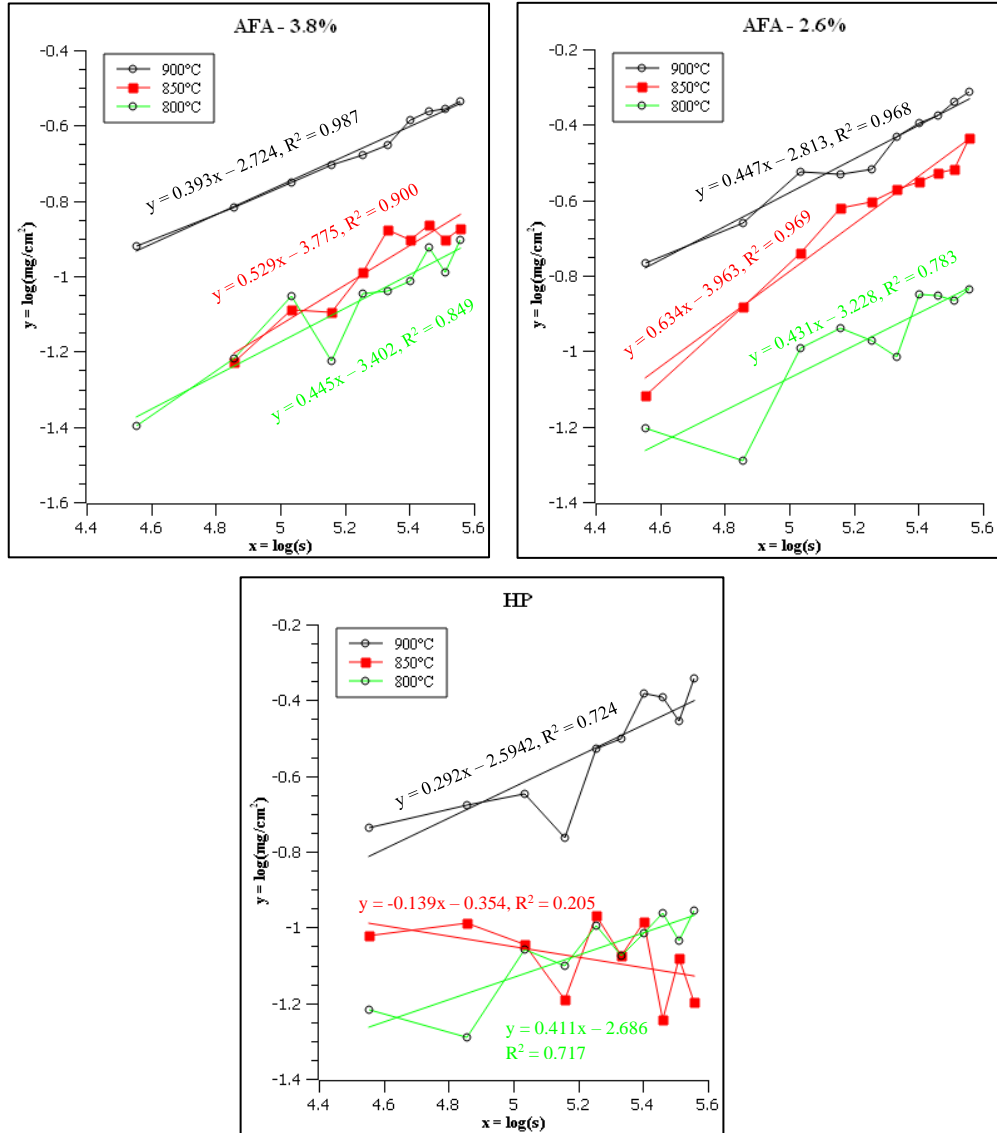 AFA - 3.8%
-0.4
-0.6
-0.8
-1
-1.2
-1.4
-1.6
y = log(mg/cm²)
900°C
850°C
800°C
y = 0.393x – 2.724, R² = 0.987
y = 0.529x – 3.775, R² = 0.900
y = 0.445x – 3.402, R² = 0.849
4.4 4.6 4.8 5 5.2 5.4 5.6
x = log(s)
AFA - 2.6%
-0.2
-0.4
-0.6
-0.8
-1
-1.2
-1.4
y = log(mg/cm²)
900°C
850°C
800°C
y = 0.447x – 2.813, R² = 0.968
y = 0.634x – 3.963, R² = 0.969
y = 0.431x – 3.228, R² = 0.783
4.4 4.6 4.8 5 5.2 5.4 5.6
x = log(s)
HP
-0.2
-0.4
-0.6
-0.8
-1
-1.2
-1.4
y = log(mg/cm²)
900°C
850°C
800°C
y = 0.292x – 2.5942, R² = 0.724
y = -0.139x – 0.354, R² = 0.205
y = 0.411x – 2.686
R² = 0.717
4.4 4.6 4.8 5 5.2 5.4 5.6
x = log(s)